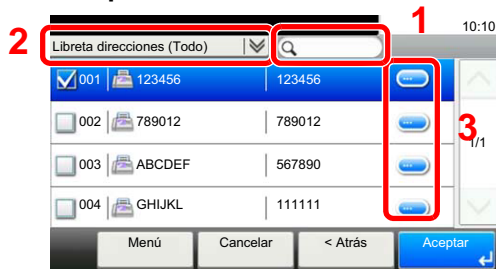 1
10:10
2
Libreta direcciones (Todo)
001 123456 123456 ...
002 789012 789012 ...
3
1/1
003 ABCDEF 567890 ...
004 GHIJKL 111111 ...
Menú Cancelar < Atrás Aceptar